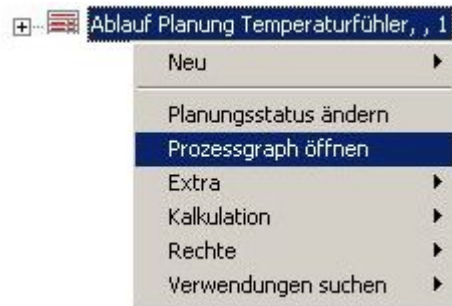 Ablauf Planung Temperaturfühler, , 1
Neu
Planungsstatus ändern
Prozessgraph öffnen
Extra
Kalkulation
Rechte
Verwendungen suchen